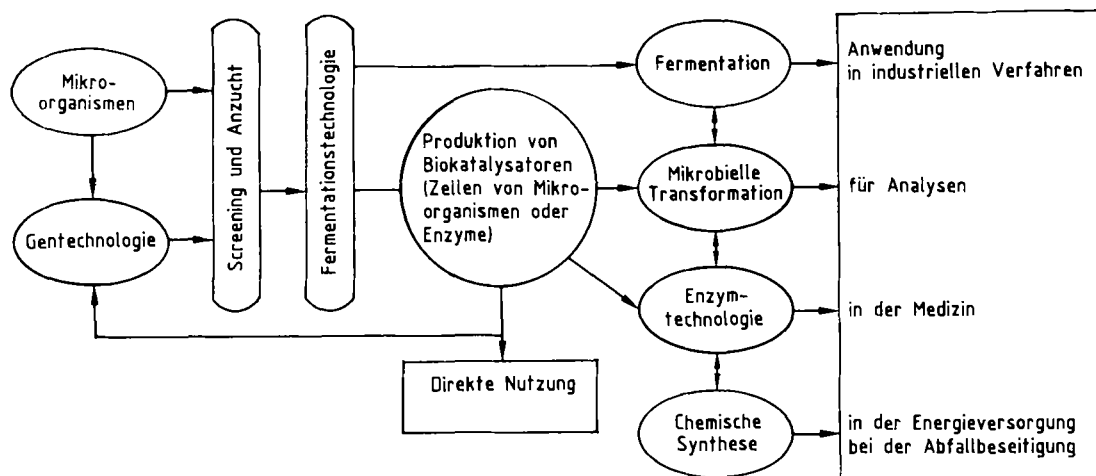 Mikro-
organismen
Gentechnologie
Screening und Anzucht
Fermentationstechnologie
Produktion von
Biokatalysatoren
(Zellen von Mikro-
organismen oder
Enzyme)
Direkte Nutzung
Fermentation
Mikrobielle
Transformation
Enzym-
technologie
Chemische
Synthese
Anwendung
in industriellen Verfahren
für Analysen
in der Medizin
in der Energieversorgung
bei der Abfallbeseitigung